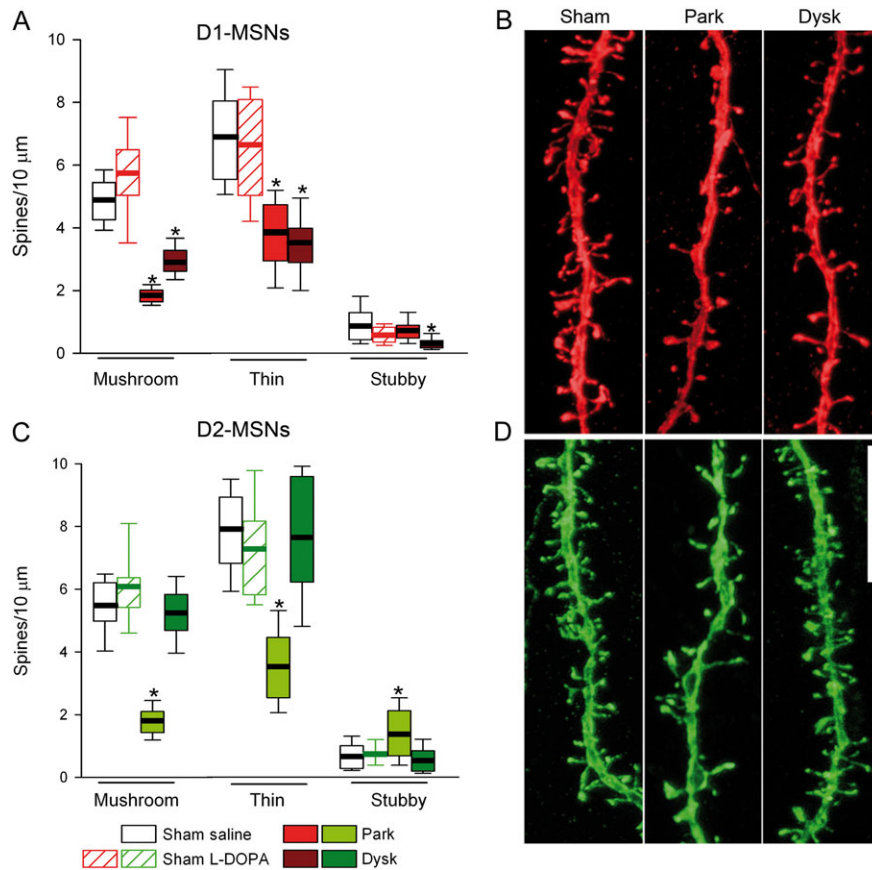 A
D1-MSNs
Spines/10 μm
10
8
6
4
2
0
* * * * *
Mushroom Thin Stubby
B
Sham Park Dysk
C
D2-MSNs
Spines/10 μm
10
8
6
4
2
0
* * *
Mushroom Thin Stubby
D
Sham saline Park
Sham L-DOPA Dysk